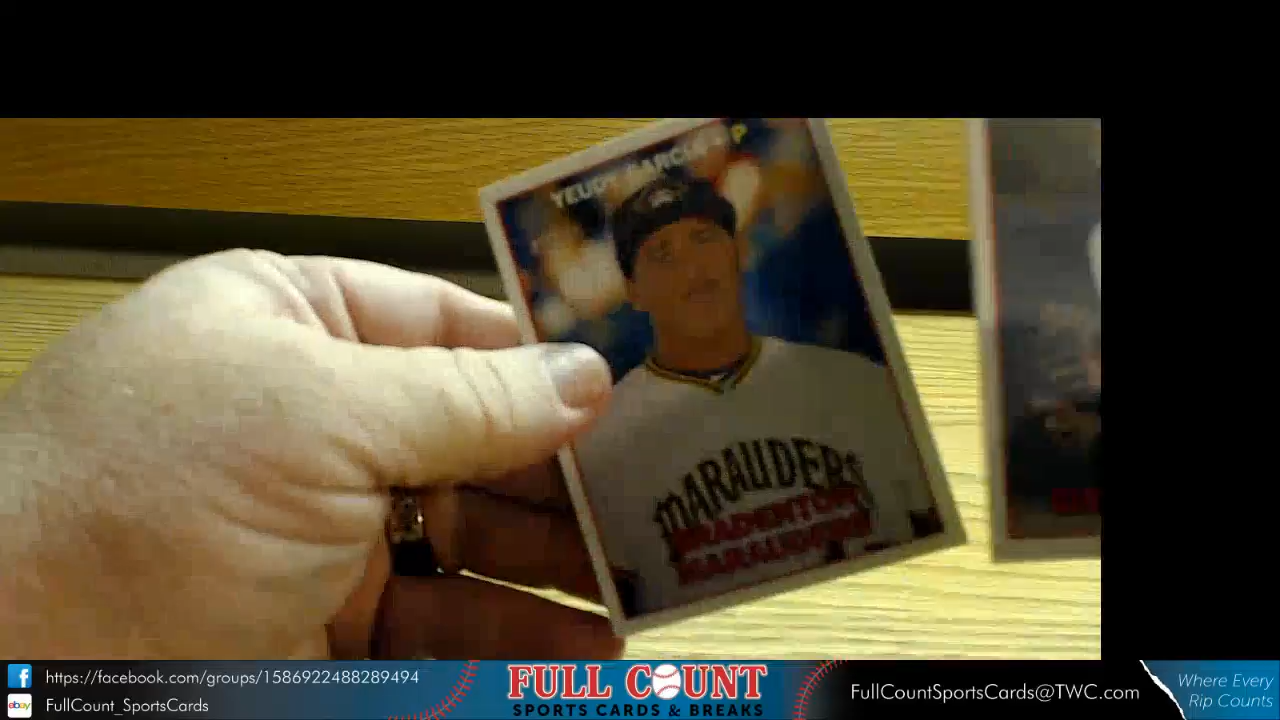 YEUDY GARCIA • P
MARAUDERS
BRADENTON
MARAUDERS
https://facebook.com/groups/1586922488289494
FullCount_SportsCards
FULL COUNT
SPORTS CARDS & BREAKS
FullCountSportsCards@TWC.com
Where Every
Rip Counts
ebay